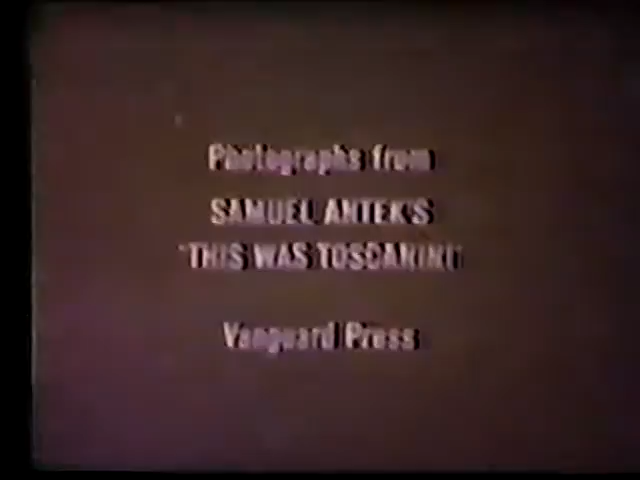 Photographs from
SAMUEL ANTEK'S
"THIS WAS TOSCANINI"
Vanguard Press